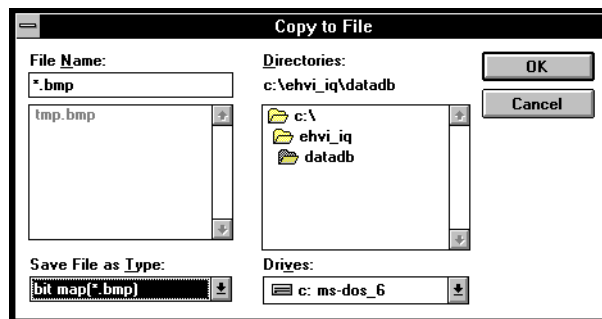 Copy to File
File Name:
*.bmp
tmp.bmp
Directories:
c:\ehvi_iq\datadb
c:\
ehvi_iq
datadb
OK
Cancel
Save File as Type:
bit map(*.bmp)
Drives:
c: ms-dos_6